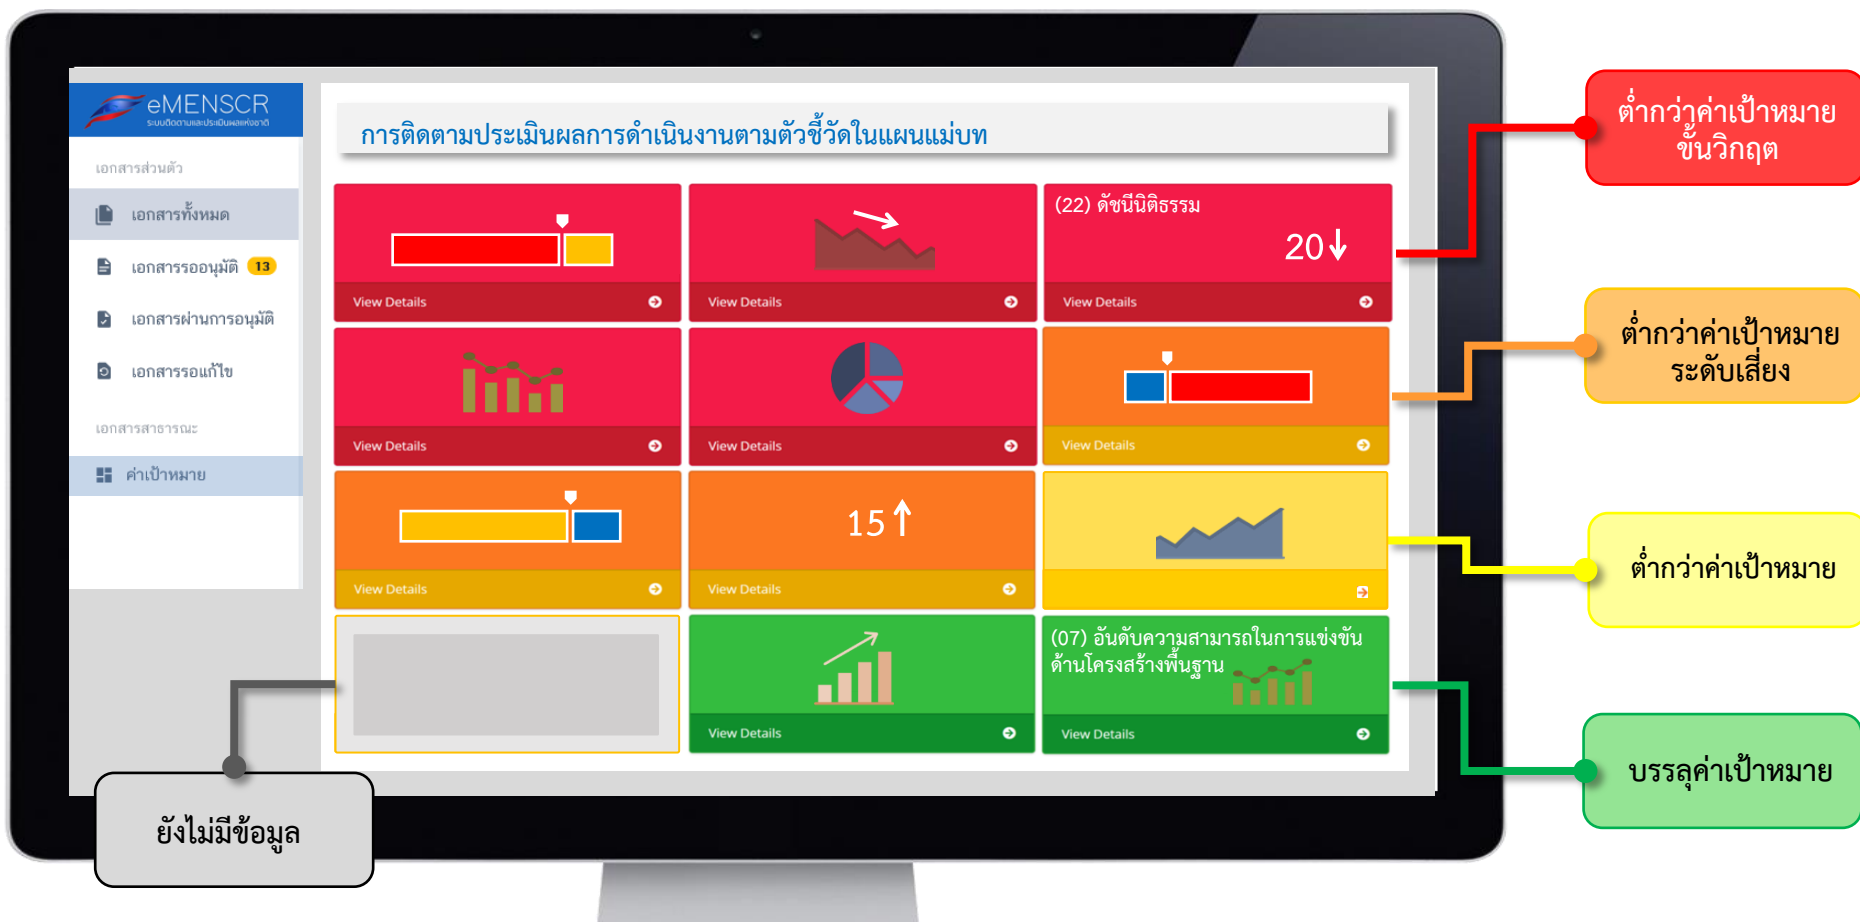 eMENSCR
ระบบติดตามและประเมินผลแห่งชาติ
เอกสารส่วนตัว
เอกสารทั้งหมด
เอกสารรออนุมัติ 13
เอกสารผ่านการอนุมัติ
เอกสารรอแก้ไข
เอกสารสาธารณะ
ค่าเป้าหมาย
การติดตามประเมินผลการดำเนินงานตามตัวชี้วัดในแผนแม่บท
View Details
View Details
(22) ดัชนีนิติธรรม
20↓
View Details
View Details
View Details
View Details
View Details
15↑
View Details
View Details
(07) อันดับความสามารถในการแข่งขัน
ด้านโครงสร้างพื้นฐาน
View Details
ต่ำกว่าค่าเป้าหมาย
ขั้นวิกฤต
ต่ำกว่าค่าเป้าหมาย
ระดับเสี่ยง
ต่ำกว่าค่าเป้าหมาย
บรรลุค่าเป้าหมาย
ยังไม่มีข้อมูล